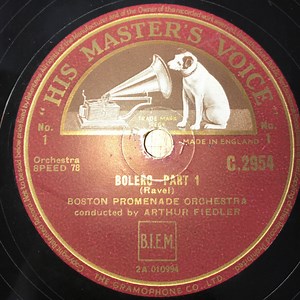 "HIS MASTER'S VOICE"
TRADE MARK
No. 1
No. 1
MADE IN ENGLAND
Orchestra
SPEED 78
C.2954
BOLERO—PART 1
(Ravel)
BOSTON PROMENADE ORCHESTRA
conducted by ARTHUR FIEDLER
B.I.E.M.
2A 010994
THE GRAMOPHONE CO., LTD.